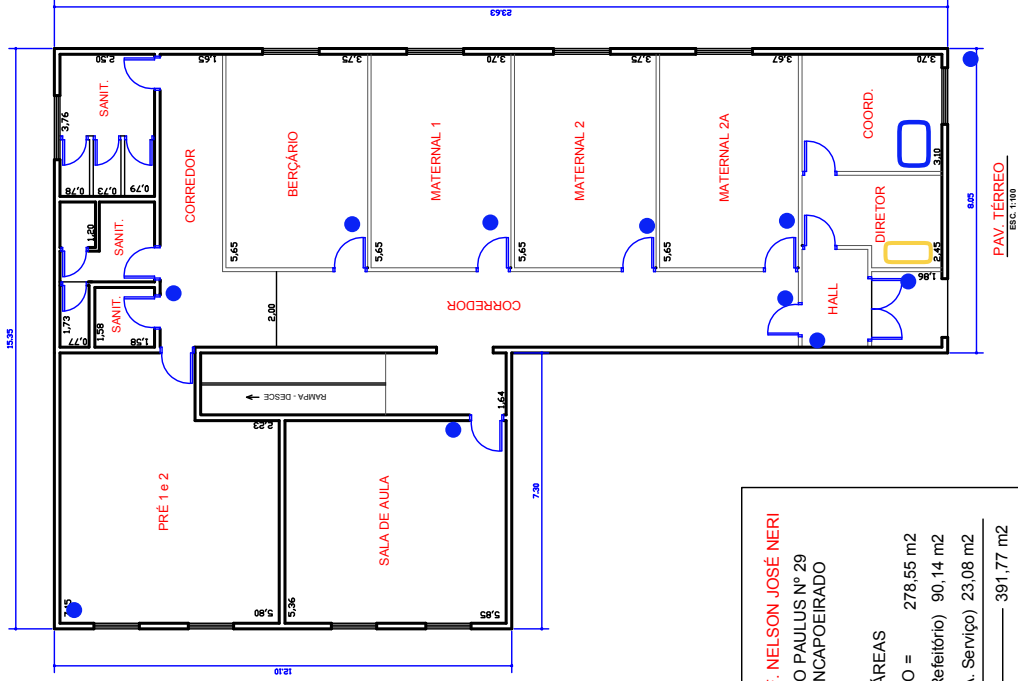 23.63
15.35
SANIT.
2,50
3,76
0,78
0,73
0,79
SANIT.
1,20
SANIT.
1,73
0,77
1,58
1,58
CORREDOR
1,65
BERÇÁRIO
3,75
5,65
MATERNAL 1
3,70
5,65
MATERNAL 2
3,75
5,65
MATERNAL 2A
3,67
5,65
COORD.
3,70
3,10
DIRETOR
2,45
HALL
1,86
CORREDOR
2,00
RAMPA - DESCE
1,64
PRÉ 1 e 2
2,23
5,80
SALA DE AULA
5,36
5,85
7.30
12.10
8.05
PAV. TÉRREO
ESC. 1:100
NELSON JOSÉ NERI
O PAULUS Nº 29
NCAPOEIRADO
ÁREAS
O = 278,55 m2
Refeitório) 90,14 m2
A. Serviço) 23,08 m2
391,77 m2